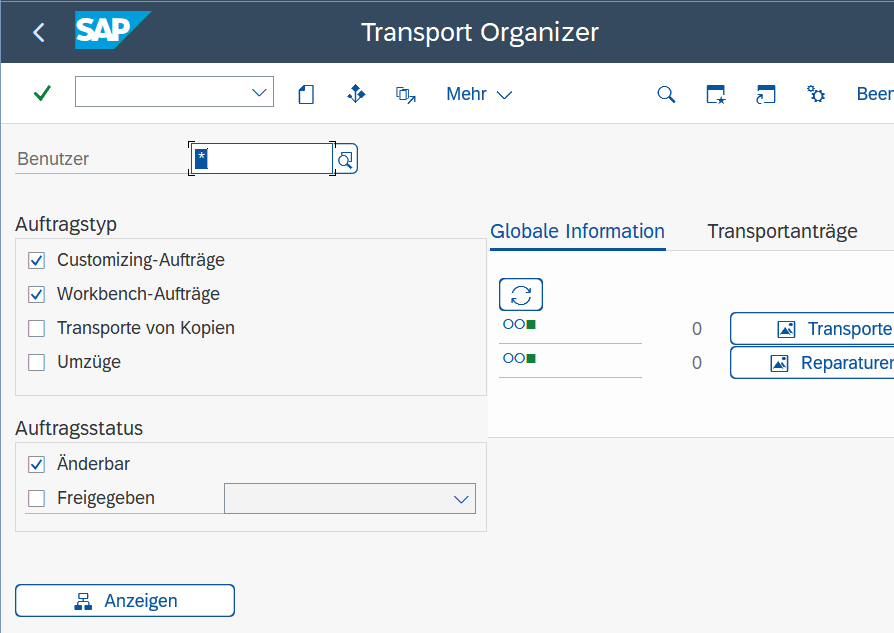 SAP
Transport Organizer
Mehr
Been
Benutzer
*
Auftragstyp
Customizing-Aufträge
Workbench-Aufträge
Transporte von Kopien
Umzüge
Globale Information
Transportanträge
0
Transporte
0
Reparaturen
Auftragsstatus
Änderbar
Freigegeben
Anzeigen